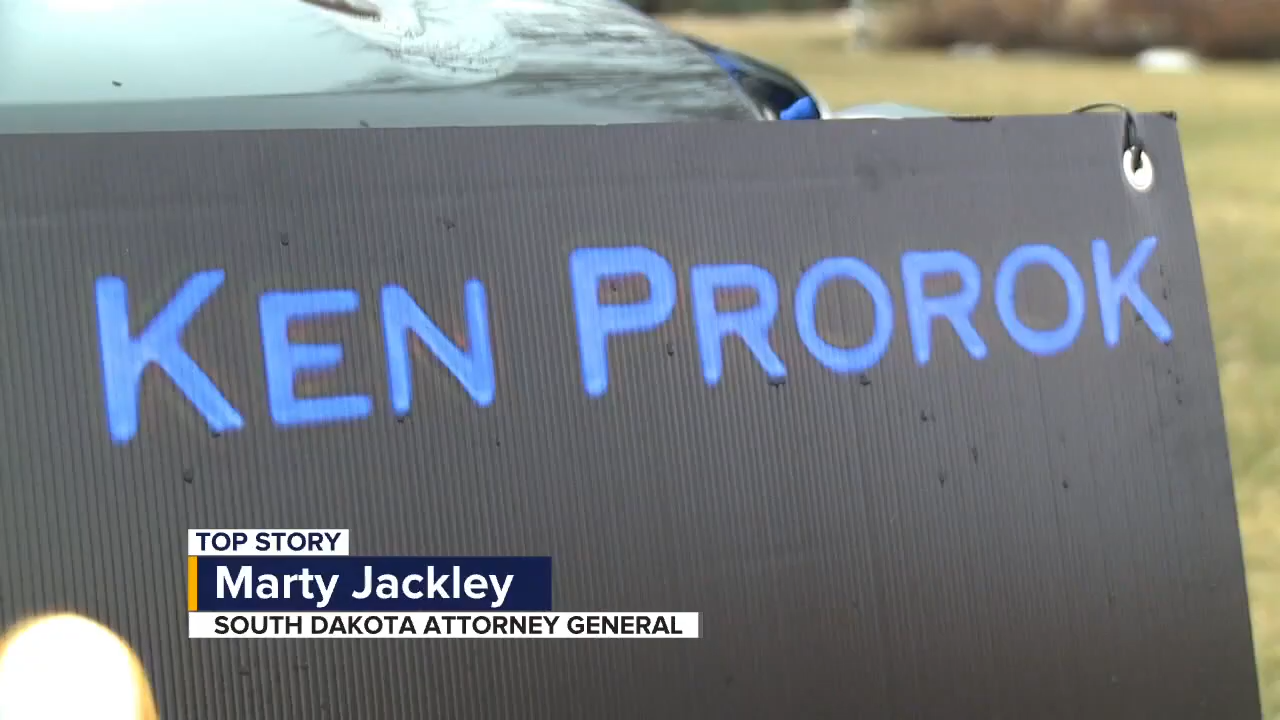 KEN PROROK
TOP STORY
Marty Jackley
SOUTH DAKOTA ATTORNEY GENERAL